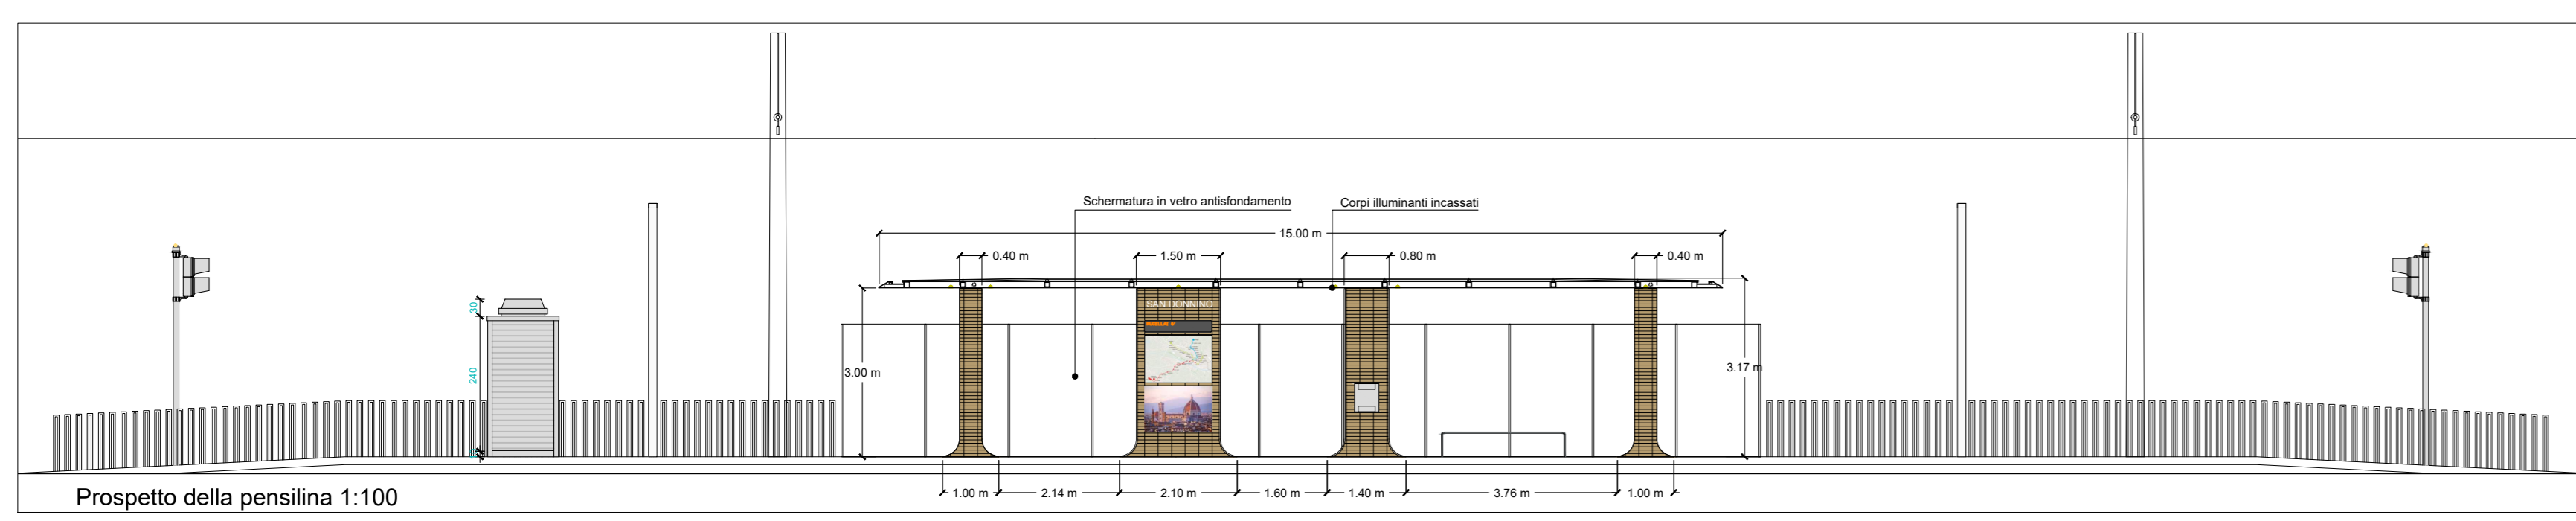 Schermatura in vetro antisfondamento
Corpi illuminanti incassati
15.00 m
0.40 m
1.50 m
0.80 m
0.40 m
SAN DONNINO
30
240
3.00 m
3.17 m
1.00 m
2.14 m
2.10 m
1.60 m
1.40 m
3.76 m
1.00 m
Prospetto della pensilina 1:100